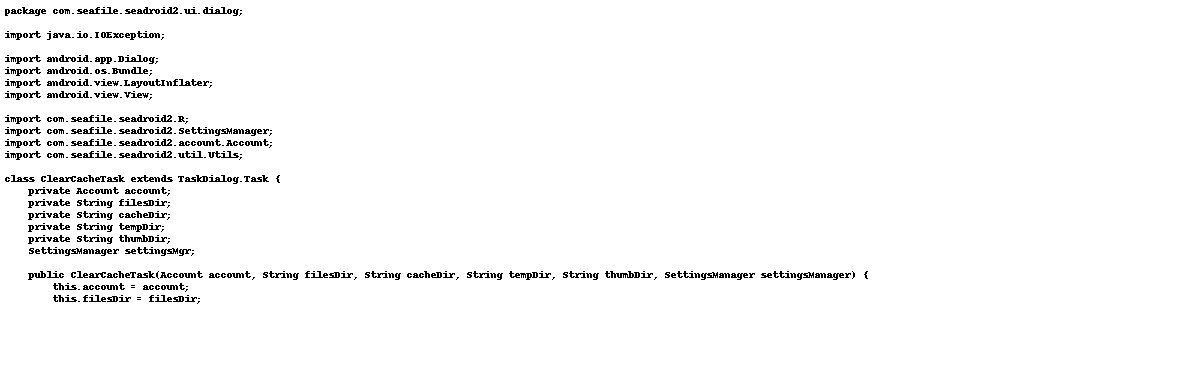 package com.seafile.seadroid2.ui.dialog;

import java.io.IOException;

import android.app.Dialog;
import android.os.Bundle;
import android.view.LayoutInflater;
import android.view.View;

import com.seafile.seadroid2.R;
import com.seafile.seadroid2.SettingsManager;
import com.seafile.seadroid2.account.Account;
import com.seafile.seadroid2.util.Utils;

class ClearCacheTask extends TaskDialog.Task {
    private Account account;
    private String filesDir;
    private String cacheDir;
    private String tempDir;
    private String thumbDir;
    SettingsManager settingsMgr;

    public ClearCacheTask(Account account, String filesDir, String cacheDir, String tempDir, String thumbDir, SettingsManager settingsManager) {
        this.account = account;
        this.filesDir = filesDir;